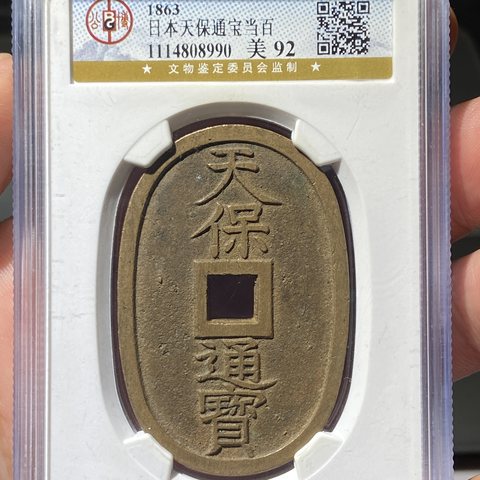 1863
日本天保通宝当百
1114808990 美 92
★ 文物鉴定委员会监制 ★
天
保
通
寳